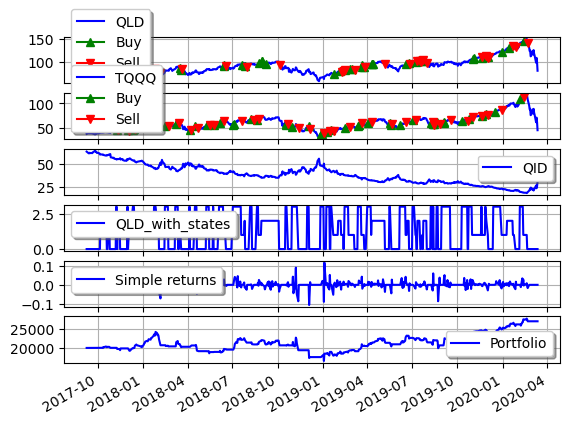 QLD
Buy
Sell
150
100
TQQQ
Buy
Sell
100
50
QID
50
25
QLD_with_states
2.5
0.0
Simple returns
0.1
0.0
−0.1
Portfolio
25000
20000
2017-10
2018-01
2018-04
2018-07
2018-10
2019-01
2019-04
2019-07
2019-10
2020-01
2020-04